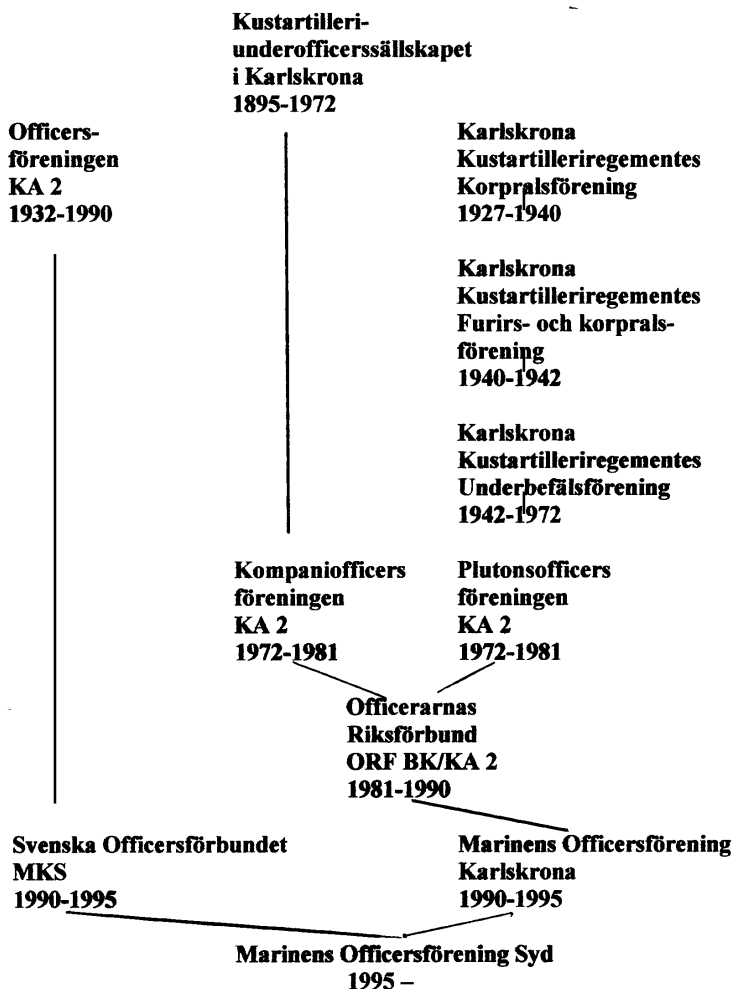 Kustartilleri-
underofficerssällskapet
i Karlskrona
1895-1972
Officers-
föreningen
KA 2
1932-1990
Karlskrona
Kustartilleriregementes
Korpralsförening
1927-1940
Karlskrona
Kustartilleriregementes
Furirs- och korprals-
förening
1940-1942
Karlskrona
Kustartilleriregementes
Underbefälsförening
1942-1972
Kompaniofficers
föreningen
KA 2
1972-1981
Plutonsofficers
föreningen
KA 2
1972-1981
Officerarnas
Riksförbund
ORF BK/KA 2
1981-1990
Svenska Officersförbundet
MKS
1990-1995
Marinens Officersförening
Karlskrona
1990-1995
Marinens Officersförening Syd
1995 –